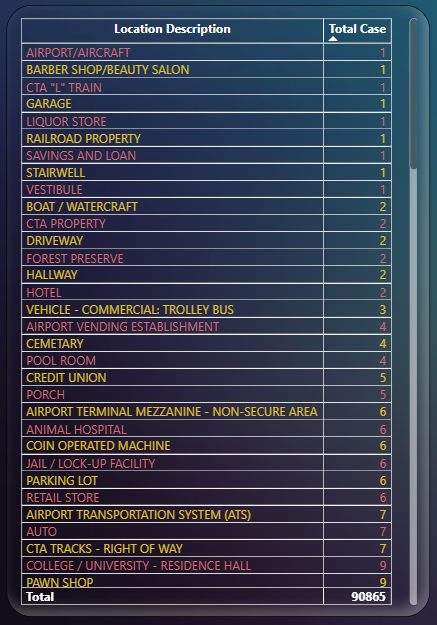 Location Description Total Case
AIRPORT/AIRCRAFT 1
BARBER SHOP/BEAUTY SALON 1
CTA "L" TRAIN 1
GARAGE 1
LIQUOR STORE 1
RAILROAD PROPERTY 1
SAVINGS AND LOAN 1
STAIRWELL 1
VESTIBULE 1
BOAT / WATERCRAFT 2
CTA PROPERTY 2
DRIVEWAY 2
FOREST PRESERVE 2
HALLWAY 2
HOTEL 2
VEHICLE - COMMERCIAL: TROLLEY BUS 3
AIRPORT VENDING ESTABLISHMENT 4
CEMETARY 4
POOL ROOM 4
CREDIT UNION 5
PORCH 5
AIRPORT TERMINAL MEZZANINE - NON-SECURE AREA 6
ANIMAL HOSPITAL 6
COIN OPERATED MACHINE 6
JAIL / LOCK-UP FACILITY 6
PARKING LOT 6
RETAIL STORE 6
AIRPORT TRANSPORTATION SYSTEM (ATS) 7
AUTO 7
CTA TRACKS - RIGHT OF WAY 7
COLLEGE / UNIVERSITY - RESIDENCE HALL 9
PAWN SHOP 9
Total 90865